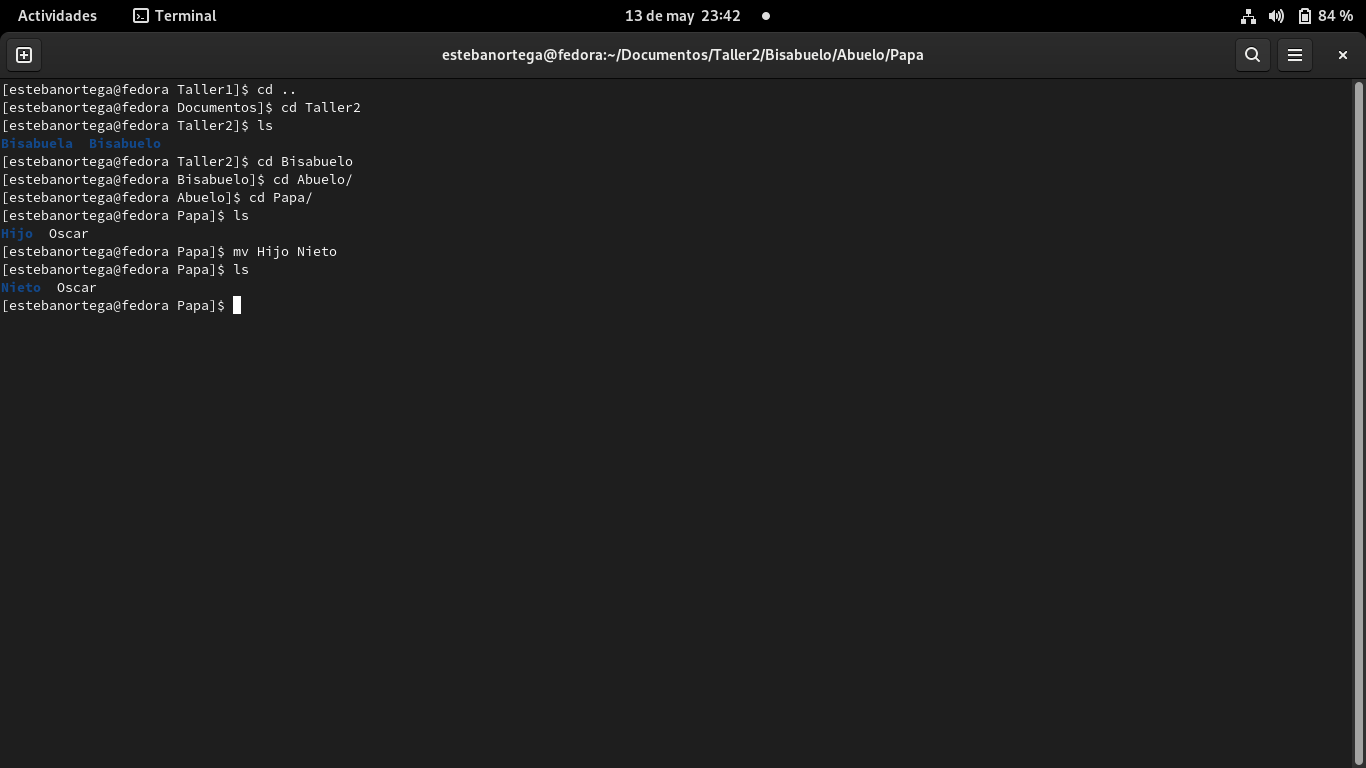 Actividades Terminal 13 de may 23:42 84 %
estebanortega@fedora:~/Documentos/Taller2/Bisabuelo/Abuelo/Papa
[estebanortega@fedora Taller1]$ cd ..
[estebanortega@fedora Documentos]$ cd Taller2
[estebanortega@fedora Taller2]$ ls
Bisabuela  Bisabuelo
[estebanortega@fedora Taller2]$ cd Bisabuelo
[estebanortega@fedora Bisabuelo]$ cd Abuelo/
[estebanortega@fedora Abuelo]$ cd Papa/
[estebanortega@fedora Papa]$ ls
Hijo  Oscar
[estebanortega@fedora Papa]$ mv Hijo Nieto
[estebanortega@fedora Papa]$ ls
Nieto  Oscar
[estebanortega@fedora Papa]$